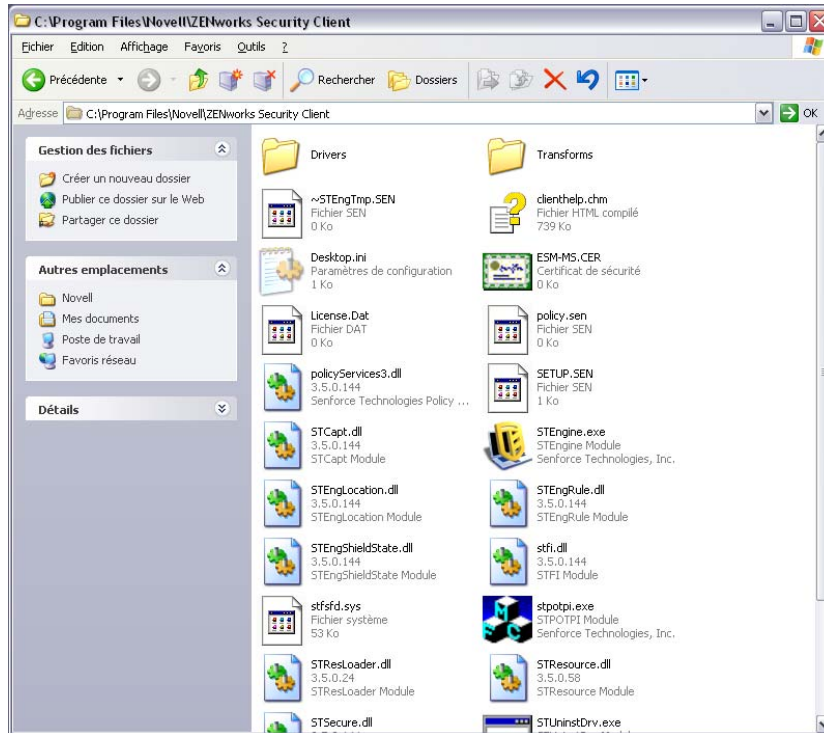 C:\Program Files\Novell\ZENworks Security Client
Fichier Edition Affichage Favoris Outils ?
Précédente Rechercher Dossiers
Adresse C:\Program Files\Novell\ZENworks Security Client OK
Gestion des fichiers
Créer un nouveau dossier
Publier ce dossier sur le Web
Partager ce dossier
Autres emplacements
Novell
Mes documents
Poste de travail
Favoris réseau
Détails
Drivers
Transforms
~STEngTmp.SEN
Fichier SEN
0 Ko
clienthelp.chm
Fichier HTML compilé
739 Ko
Desktop.ini
Paramètres de configuration
1 Ko
ESM-MS.CER
Certificat de sécurité
0 Ko
License.Dat
Fichier DAT
0 Ko
policy.sen
Fichier SEN
0 Ko
policyServices3.dll
3.5.0.144
Senforce Technologies Policy ...
SETUP.SEN
Fichier SEN
1 Ko
STCapt.dll
3.5.0.144
STCapt Module
STEngine.exe
STEngine Module
Senforce Technologies, Inc.
STEngLocation.dll
3.5.0.144
STEngLocation Module
STEngRule.dll
3.5.0.144
STEngRule Module
STEngShieldState.dll
3.5.0.144
STEngShieldState Module
stfi.dll
3.5.0.144
STFI Module
stfsfd.sys
Fichier système
53 Ko
stpotpi.exe
STPOTPI Module
Senforce Technologies, Inc.
STResLoader.dll
3.5.0.24
STResLoader Module
STResource.dll
3.5.0.58
STResource Module
STSecure.dll
STUninstDrv.exe